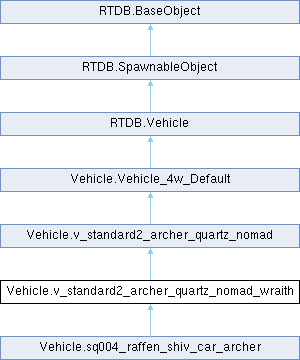 RTDB.BaseObject
RTDB.SpawnableObject
RTDB.Vehicle
Vehicle.Vehicle_4w_Default
Vehicle.v_standard2_archer_quartz_nomad
Vehicle.v_standard2_archer_quartz_nomad_wraith
Vehicle.sq004_raffen_shiv_car_archer